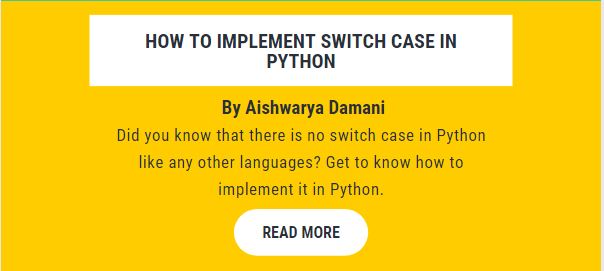 HOW TO IMPLEMENT SWITCH CASE IN
PYTHON
By Aishwarya Damani
Did you know that there is no switch case in Python
like any other languages? Get to know how to
implement it in Python.
READ MORE